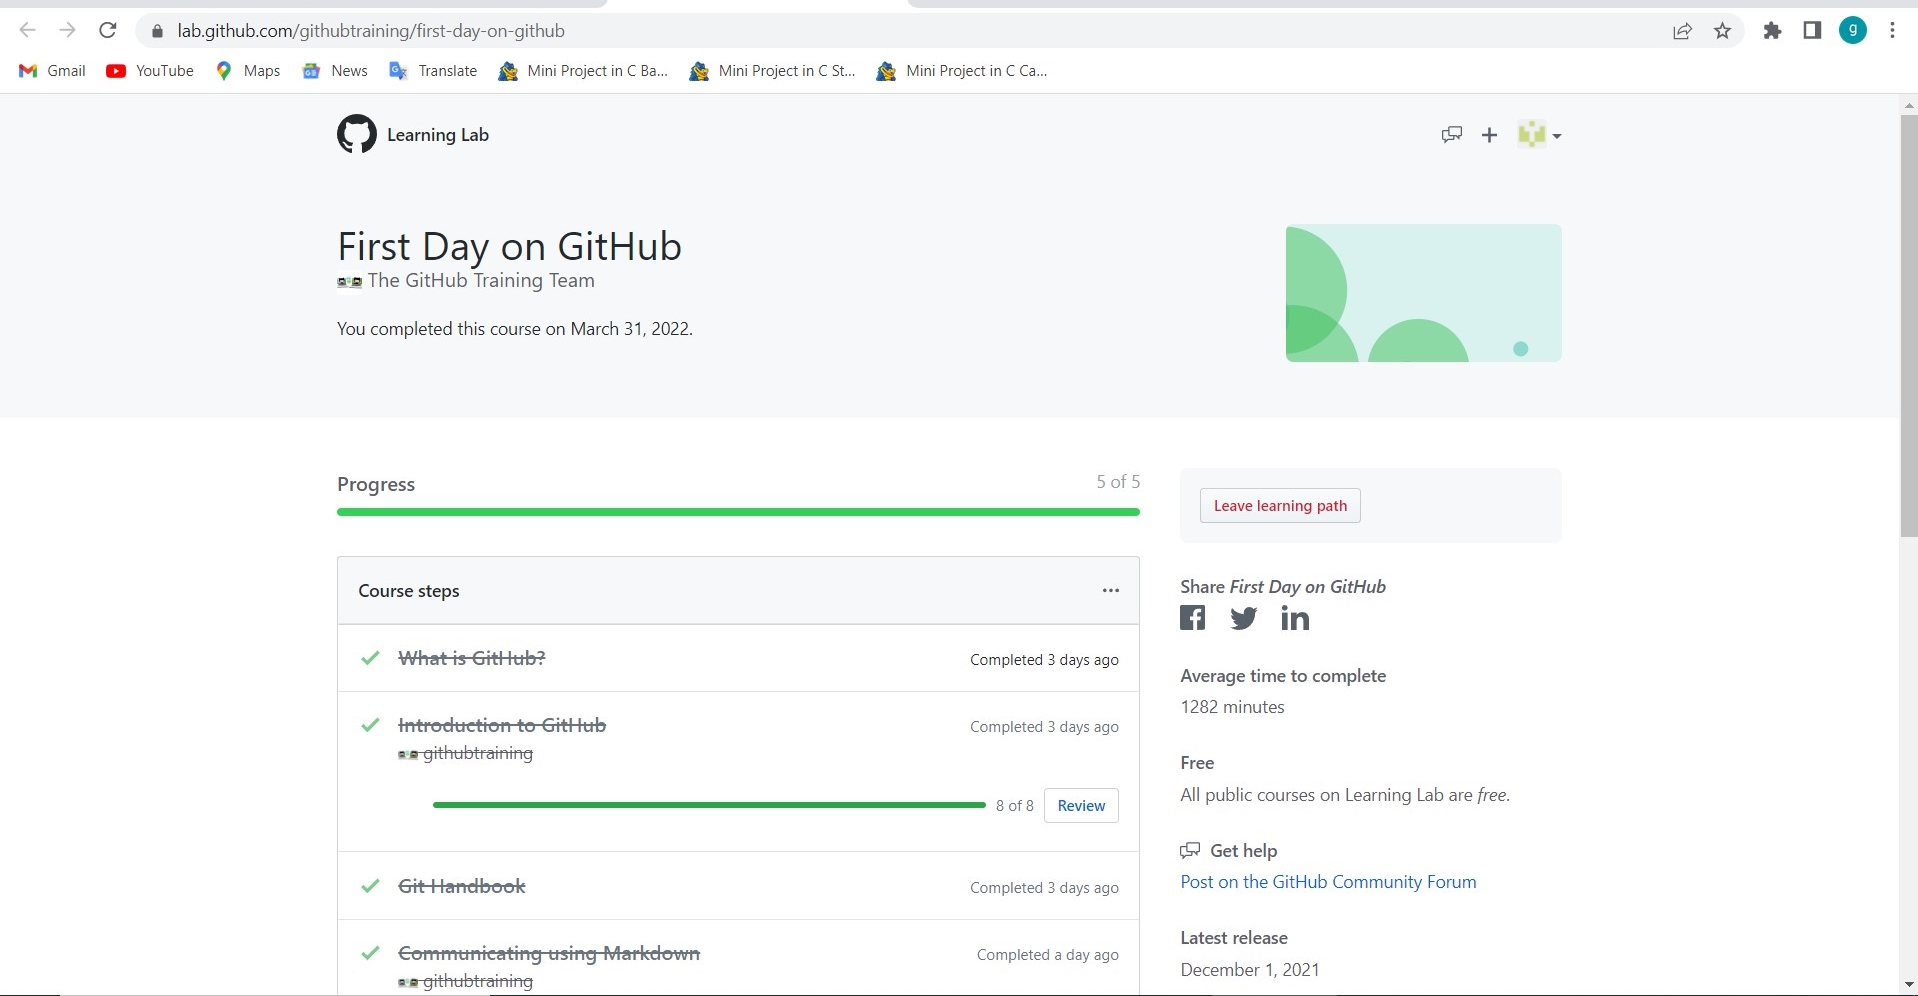 lab.github.com/githubtraining/first-day-on-github
g
Gmail YouTube Maps News Translate Mini Project in C Ba... Mini Project in C St... Mini Project in C Ca...
Learning Lab
First Day on GitHub
The GitHub Training Team
You completed this course on March 31, 2022.
Progress 5 of 5
Course steps
What is GitHub? Completed 3 days ago
Introduction to GitHub Completed 3 days ago
githubtraining
8 of 8 Review
Git Handbook Completed 3 days ago
Communicating using Markdown Completed a day ago
githubtraining
Leave learning path
Share First Day on GitHub
Average time to complete
1282 minutes
Free
All public courses on Learning Lab are free.
Get help
Post on the GitHub Community Forum
Latest release
December 1, 2021